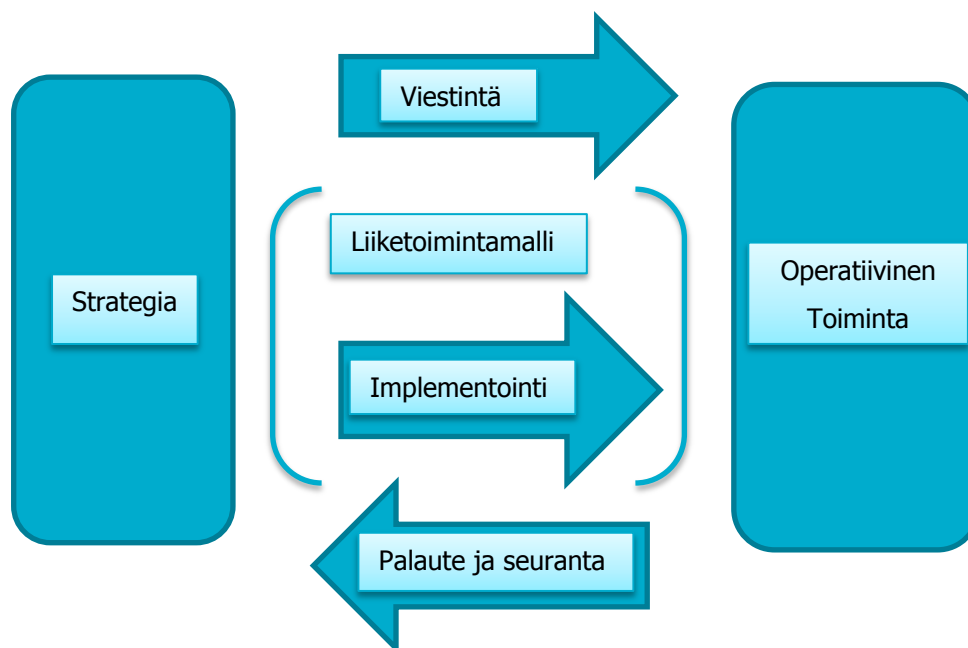 Viestintä
Liiketoimintamalli
Strategia
Operatiivinen
Toiminta
Implementointi
Palaute ja seuranta